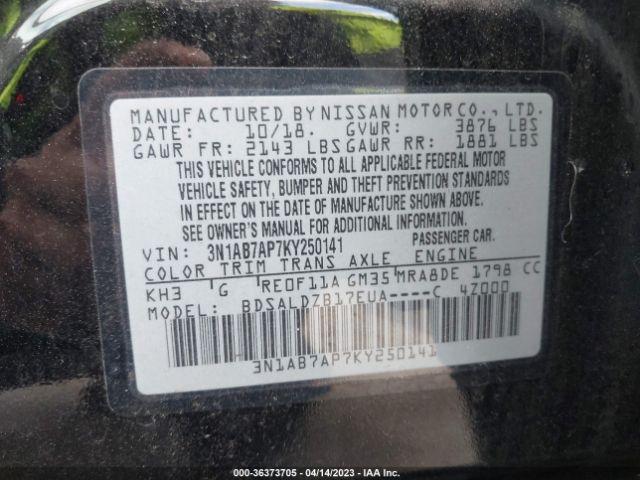 MANUFACTURED BY NISSAN MOTOR CO., LTD.
DATE: 10/18. GVWR: 3876 LBS
GAWR FR: 2143 LBS GAWR RR: 1881 LBS
THIS VEHICLE CONFORMS TO ALL APPLICABLE FEDERAL MOTOR
VEHICLE SAFETY, BUMPER AND THEFT PREVENTION STANDARDS
IN EFFECT ON THE DATE OF MANUFACTURE SHOWN ABOVE.
SEE OWNER'S MANUAL FOR ADDITIONAL INFORMATION.
VIN: 3N1AB7AP7KY250141 PASSENGER CAR.
COLOR TRIM TRANS AXLE ENGINE
KH3 G RE0F11A GM35 MRA8DE 1798 CC
MODEL: BDSALDZB17EUA----C 4Z000
3N1AB7AP7KY250141
000-36373705 - 04/14/2023 - IAA Inc.